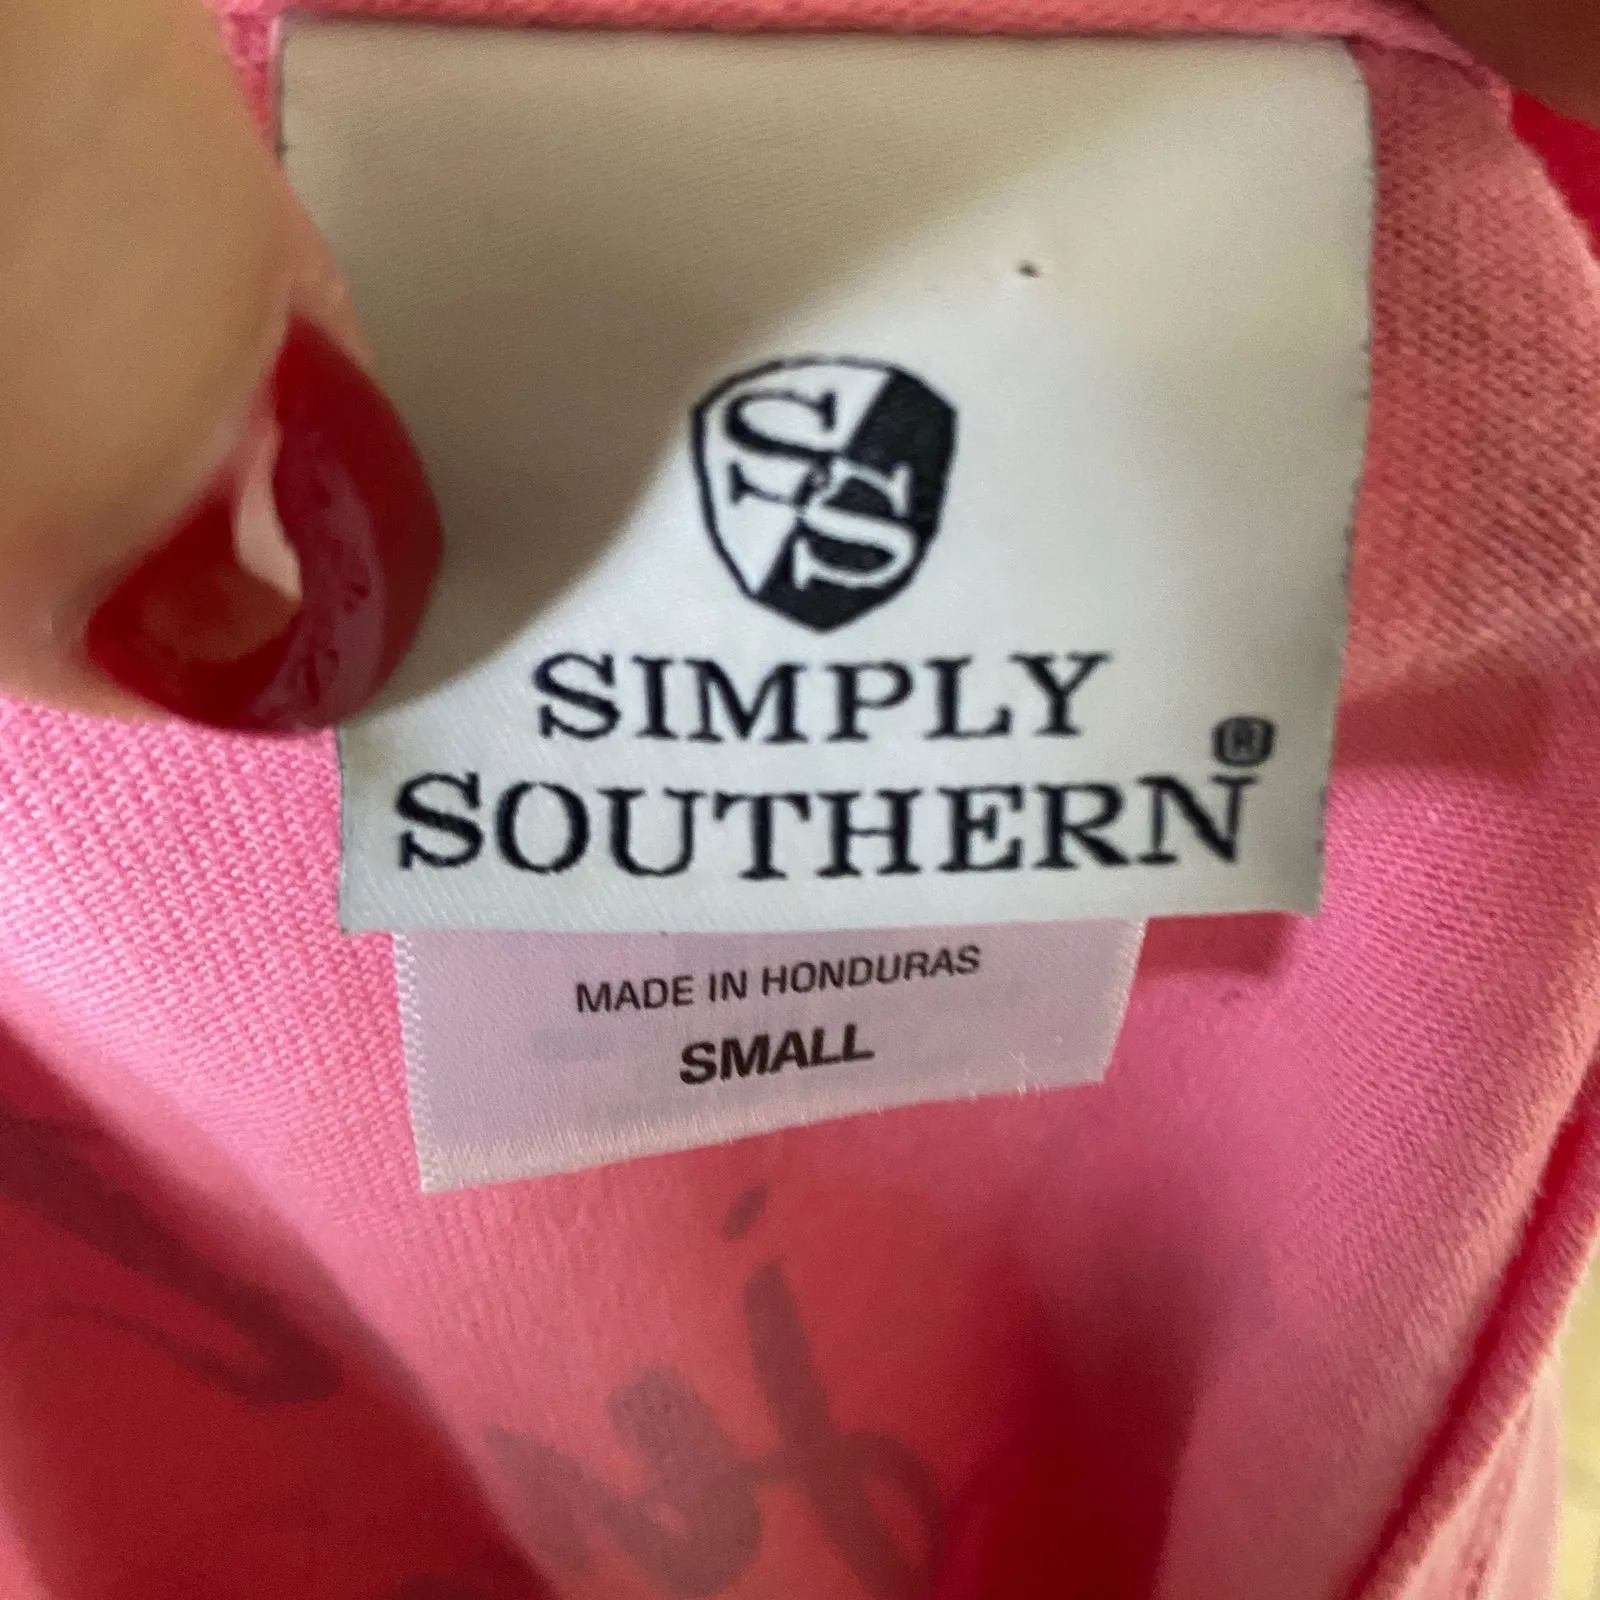 SS
SIMPLY
SOUTHERN®
MADE IN HONDURAS
SMALL